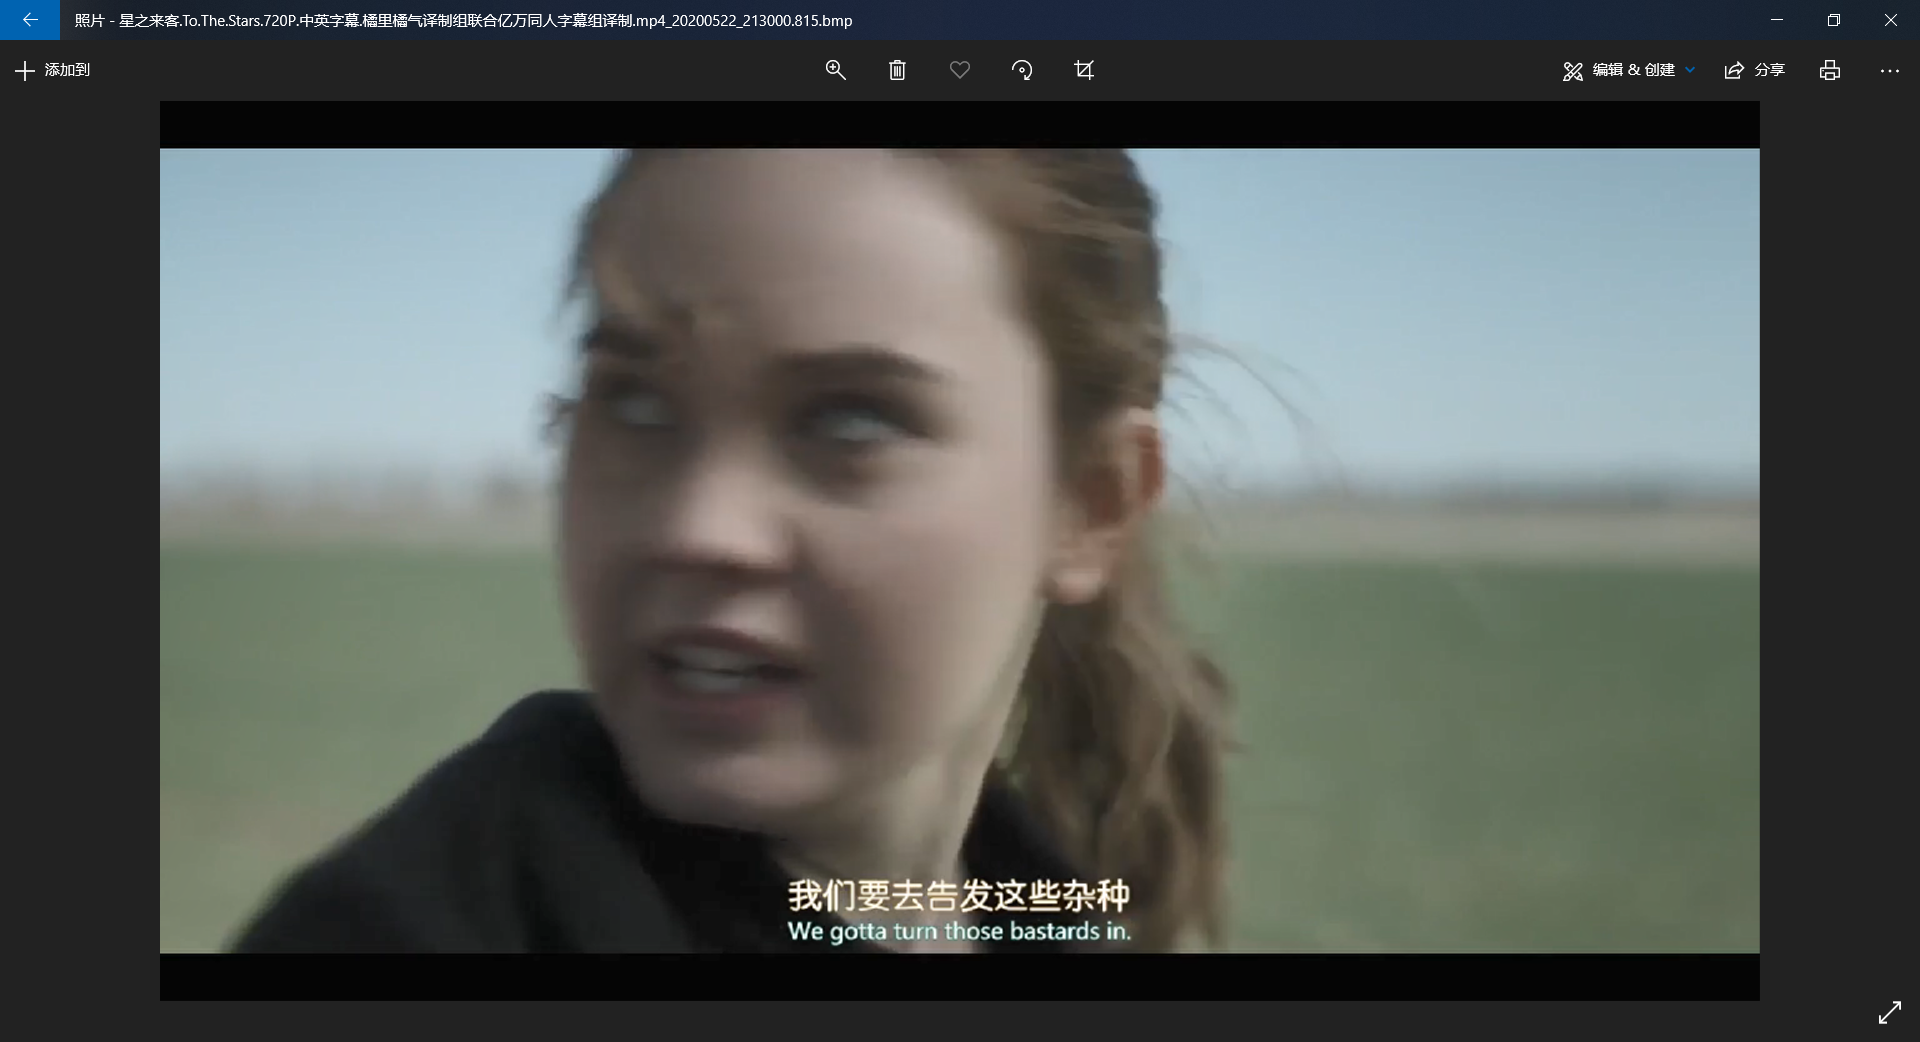 照片 - 星之来客.To.The.Stars.720P.中英字幕.橘里橘气译制组联合亿万同人字幕组译制.mp4_20200522_213000.815.bmp
添加到
编辑 & 创建
分享
我们要去告发这些杂种
We gotta turn those bastards in.